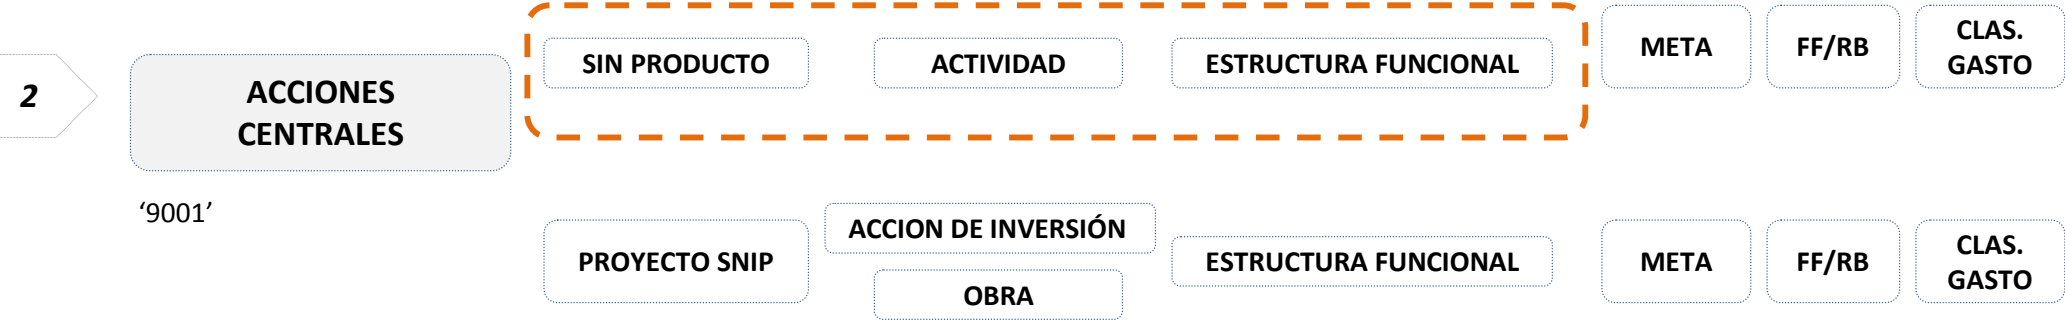 2
ACCIONES
CENTRALES
‘9001’
SIN PRODUCTO
ACTIVIDAD
ESTRUCTURA FUNCIONAL
META
FF/RB
CLAS.
GASTO
PROYECTO SNIP
ACCION DE INVERSIÓN
OBRA
ESTRUCTURA FUNCIONAL
META
FF/RB
CLAS.
GASTO